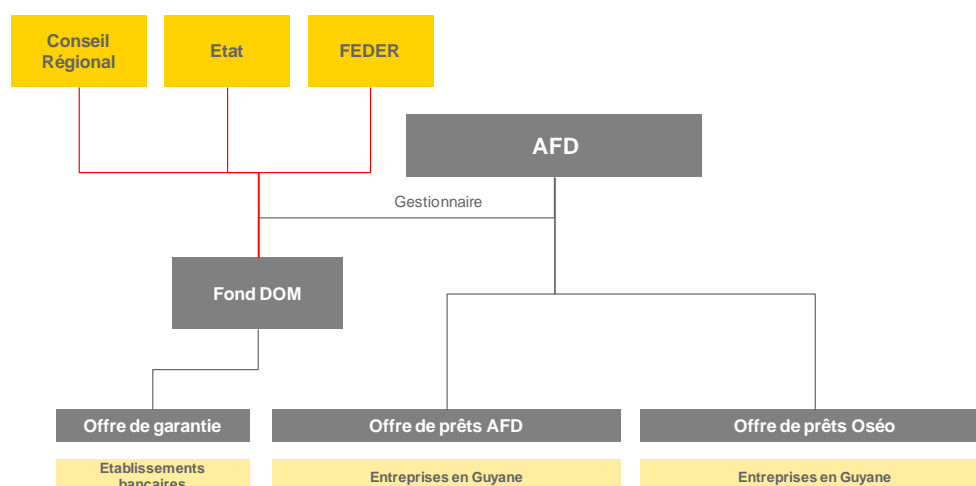 Conseil
Régional
Etat
FEDER
AFD
Gestionnaire
Fond DOM
Offre de garantie
Offre de prêts AFD
Offre de prêts Oséo
Etablissements
bancaires
Entreprises en Guyane
Entreprises en Guyane